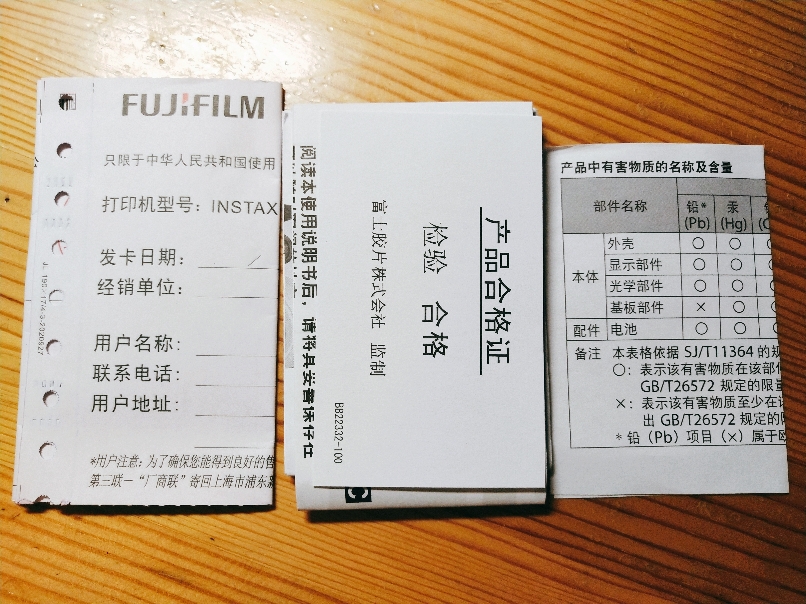 FUJIFILM
只限于中华人民共和国使用
打印机型号：INSTAX
发卡日期：
经销单位：
用户名称：
联系电话：
用户地址：
*用户注意：为了确保您能得到良好的售
第三联－“厂商联”寄回上海市浦东新
阅读本使用说明书后，请将其妥善保存在
产品合格证
检验 合格
富士胶片株式会社 监制
BB22332-100
C
产品中有害物质的名称及含量
部件名称 铅* 汞
(Pb) (Hg)
本体 外壳 ○ ○ ○
显示部件 ○ ○ ○
光学部件 ○ ○ ○
基板部件 × ○ ○
配件 电池 ○ ○ ○
备注 本表格依据 SJ/T11364 的规
○：表示该有害物质在该部件
GB/T26572 规定的限量
×：表示该有害物质至少在该
出 GB/T26572 规定的限
*铅（Pb）项目（×）属于欧